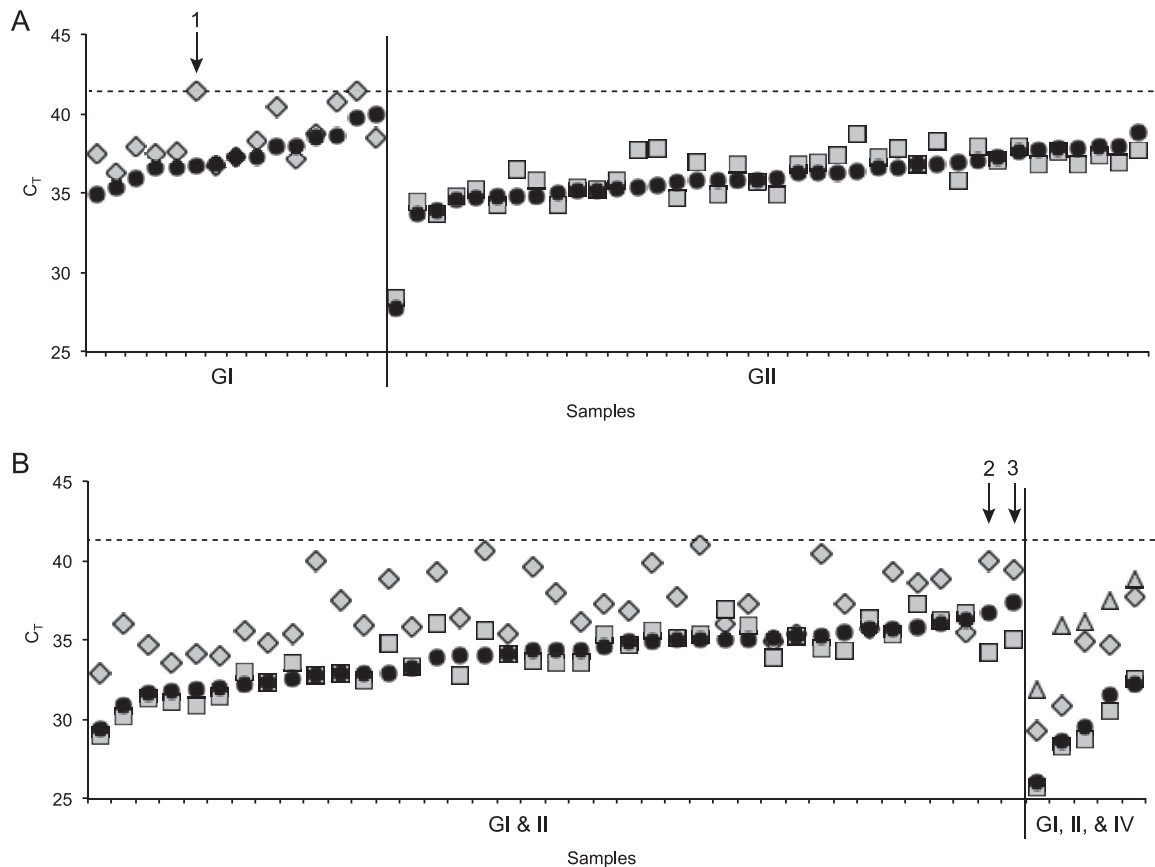 A
1
45
40
35
30
25
C_T
GI
GII
Samples
B
2 3
45
40
35
30
25
C_T
GI & II
GI, II, & IV
Samples